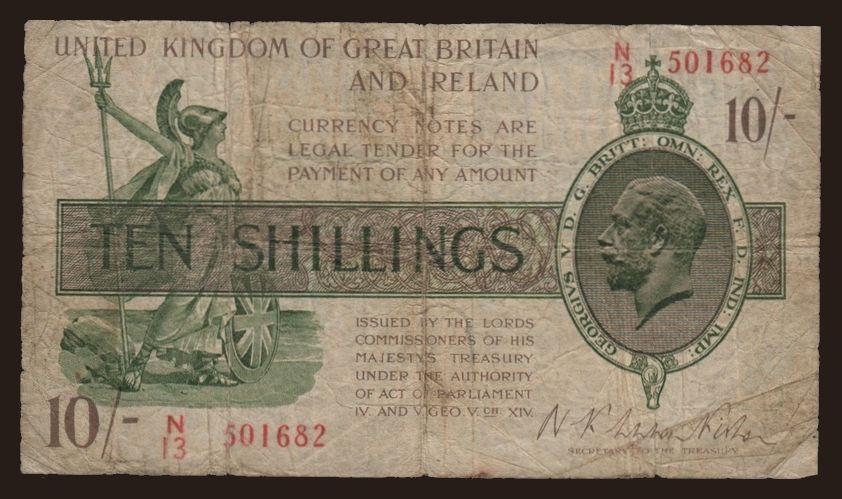 UNITED KINGDOM OF GREAT BRITAIN
AND IRELAND
N
13 501682
10/-
CURRENCY NOTES ARE
LEGAL TENDER FOR THE
PAYMENT OF ANY AMOUNT
TEN SHILLINGS
GEORGIVS V D. G. BRITT: OMN: REX F. D. IND: IMP:
ISSUED BY THE LORDS
COMMISSIONERS OF HIS
MAJESTY'S TREASURY
UNDER THE AUTHORITY
OF ACT OF PARLIAMENT
IV. AND V. GEO. V. CH. XIV.
10/-
N
13 501682
SECRETARY TO THE TREASURY